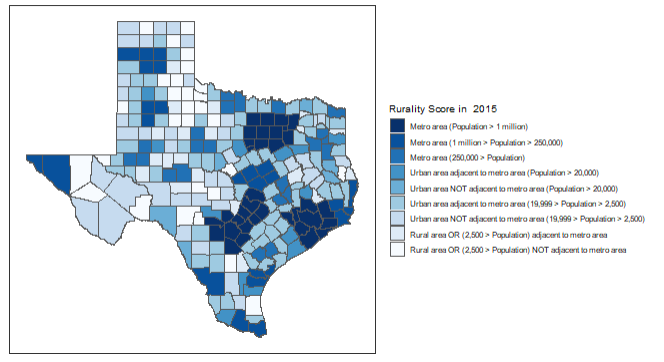 Rurality Score in 2015
Metro area (Population > 1 million)
Metro area (1 million > Population > 250,000)
Metro area (250,000 > Population)
Urban area adjacent to metro area (Population > 20,000)
Urban area NOT adjacent to metro area (Population > 20,000)
Urban area adjacent to metro area (19,999 > Population > 2,500)
Urban area NOT adjacent to metro area (19,999 > Population > 2,500)
Rural area OR (2,500 > Population) adjacent to metro area
Rural area OR (2,500 > Population) NOT adjacent to metro area